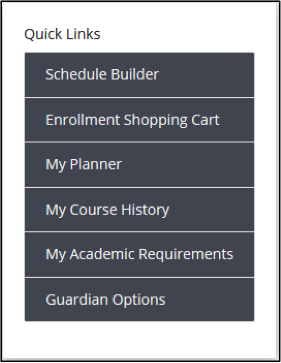 Quick Links
Schedule Builder
Enrollment Shopping Cart
My Planner
My Course History
My Academic Requirements
Guardian Options